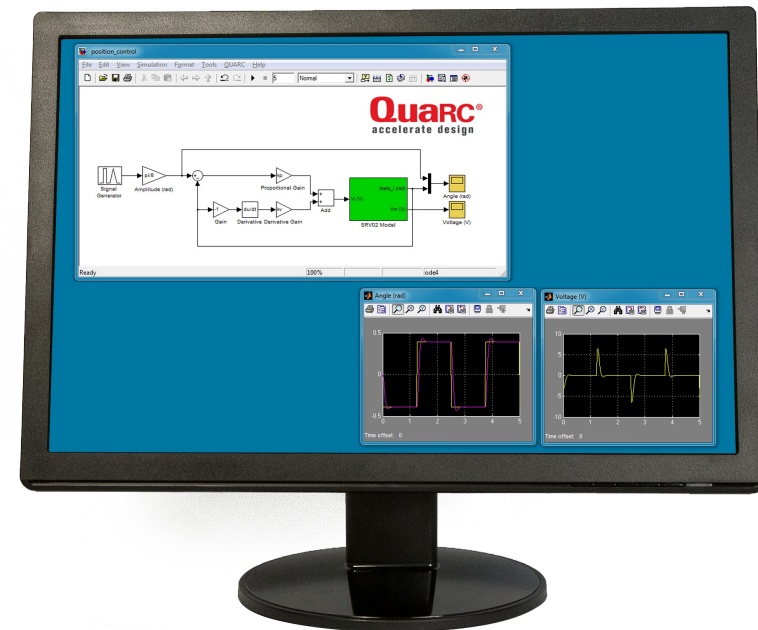 position_control
File Edit View Simulation Format Tools QUARC Help
5 Normal
QUARC®
accelerate design
Signal Generator
pi/8
Amplitude (rad)
kp
Proportional Gain
-1
Gain
du/dt
Derivative
kv
Derivative Gain
Add
Vi (V)
theta_l (rad)
Vm (V)
SRV02 Model
Angle (rad)
Voltage (V)
Ready 100% ode4
Angle (rad)
0.5
0
-0.5
0 1 2 3 4 5
Time offset: 0
Voltage (V)
10
5
0
-5
-10
0 1 2 3 4 5
Time offset: 0